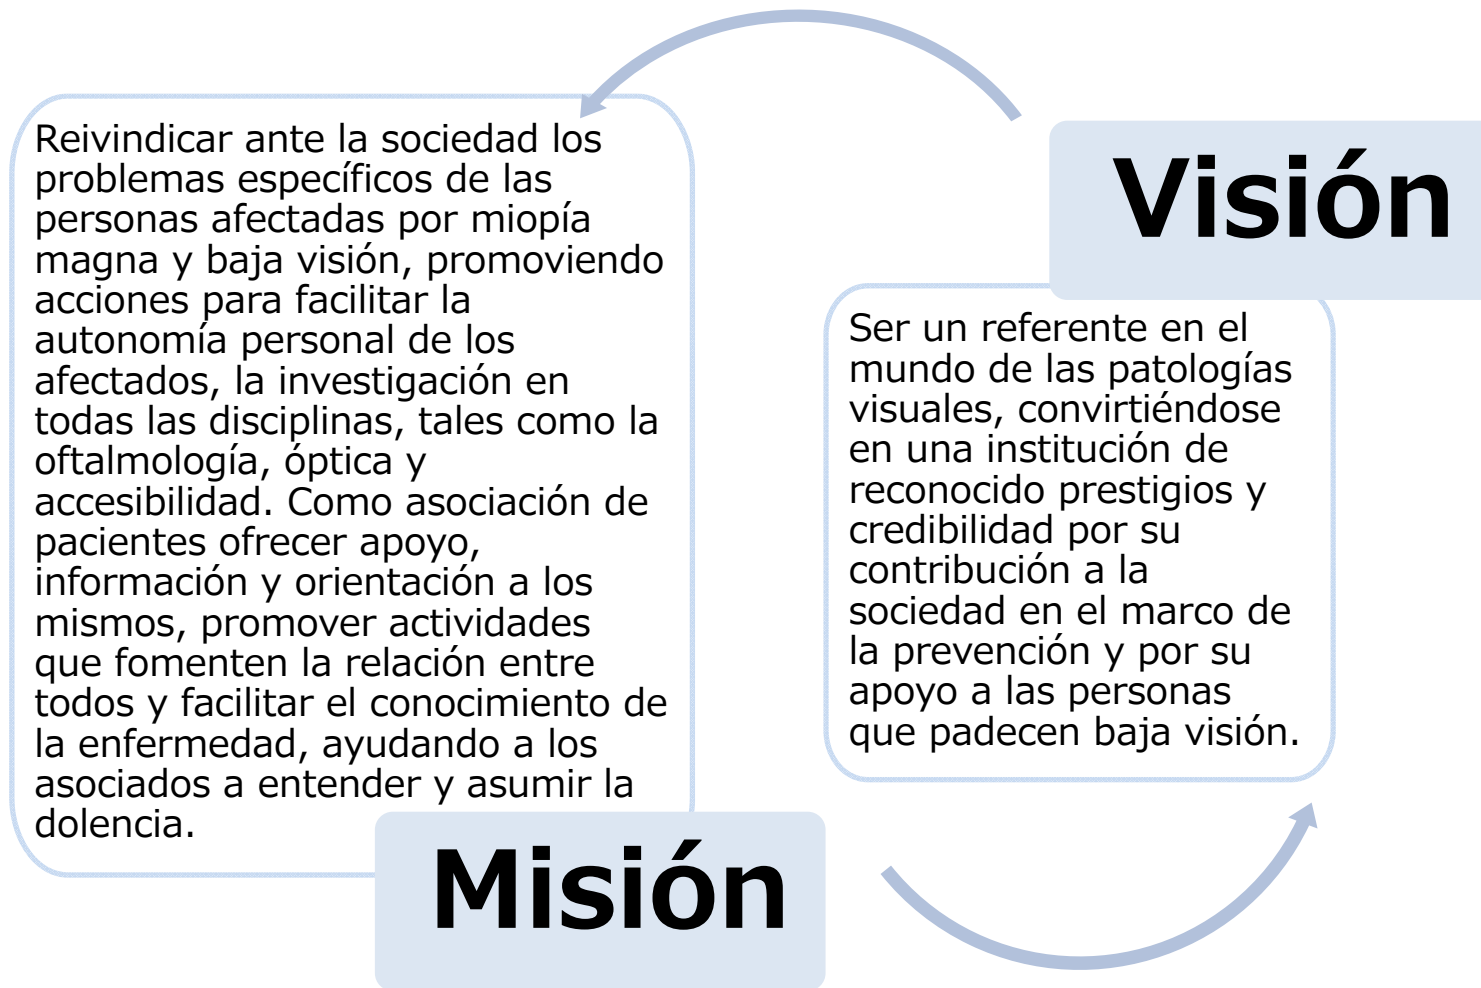 Reivindicar ante la sociedad los
problemas específicos de las
personas afectadas por miopía
magna y baja visión, promoviendo
acciones para facilitar la
autonomía personal de los
afectados, la investigación en
todas las disciplinas, tales como la
oftalmología, óptica y
accesibilidad. Como asociación de
pacientes ofrecer apoyo,
información y orientación a los
mismos, promover actividades
que fomenten la relación entre
todos y facilitar el conocimiento de
la enfermedad, ayudando a los
asociados a entender y asumir la
dolencia.
Misión
Visión
Ser un referente en el
mundo de las patologías
visuales, convirtiéndose
en una institución de
reconocido prestigios y
credibilidad por su
contribución a la
sociedad en el marco de
la prevención y por su
apoyo a las personas
que padecen baja visión.